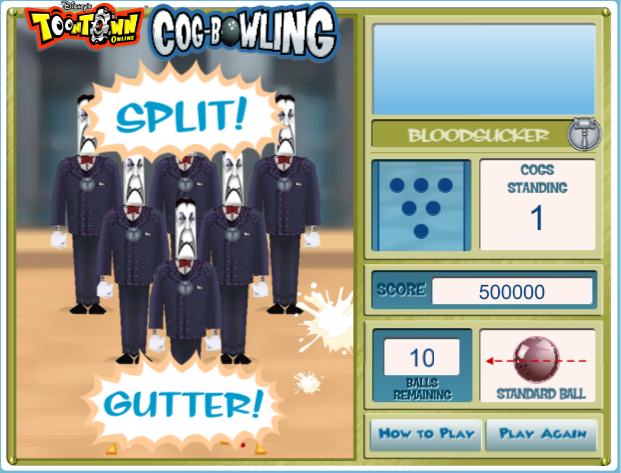 Disney's
TOONTOWN
ONLINE
COG-BOWLING
SPLIT!
GUTTER!
BLOODSUCKER
COGS
STANDING
1
SCORE 500000
10
BALLS
REMAINING
STANDARD BALL
HOW TO PLAY
PLAY AGAIN